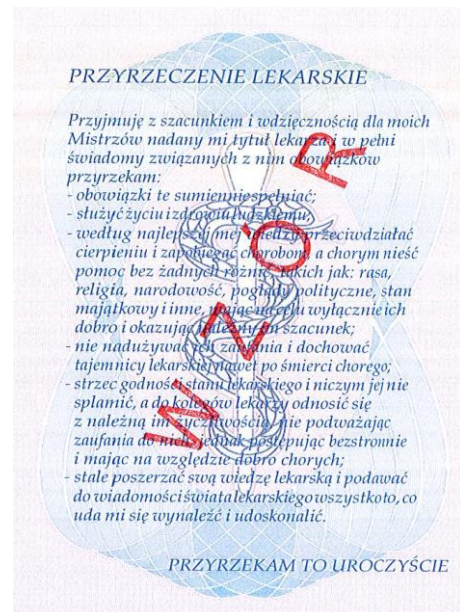 PRZYRZECZENIE LEKARSKIE
Przyjmuję z szacunkiem i wdzięcznością dla moich
Mistrzów nadany mi tytuł lekarza i w pełni
świadomy związanych z nim obowiązków
przyrzekam:
- obowiązki te sumiennie spełniać;
- służyć życiu i zdrowiu ludzkiemu;
- według najlepszej mej wiedzy przeciwdziałać
cierpieniu i zapobiegać chorobom, a chorym nieść
pomoc bez żadnych różnic, takich jak: rasa,
religia, narodowość, poglądy polityczne, stan
majątkowy i inne, mając na celu wyłącznie ich
dobro i okazując należny im szacunek;
- nie nadużywać ich zaufania i dochować
tajemnicy lekarskiej nawet po śmierci chorego;
- strzec godności stanu lekarskiego i niczym jej nie
splamić, a do kolegów lekarzy odnosić się
z należną im życzliwością, nie podważając
zaufania do nich, jednak postępując bezstronnie
i mając na względzie dobro chorych;
- stale poszerzać swą wiedzę lekarską i podawać
do wiadomości świata lekarskiego wszystko to, co
uda mi się wynaleźć i udoskonalić.
PRZYRZEKAM TO UROCZYŚCIE
WZÓR